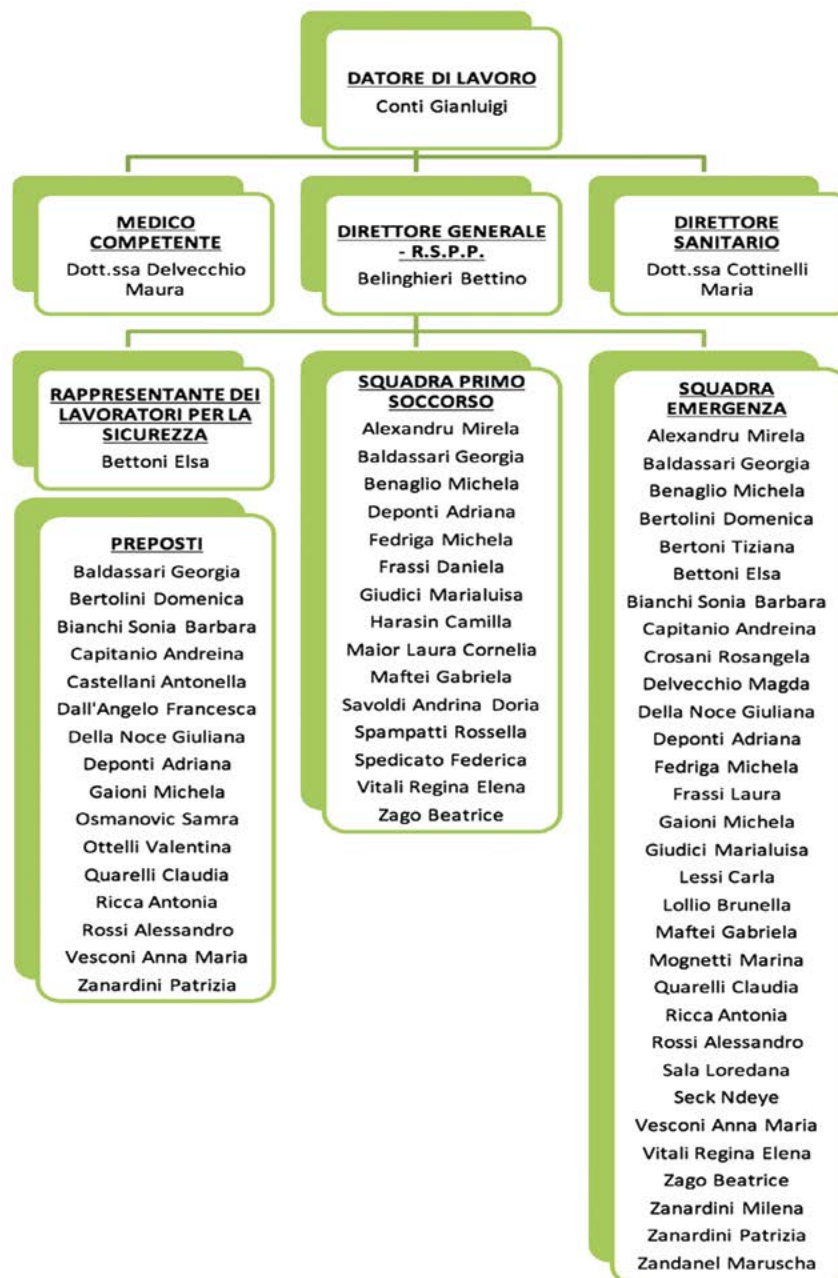 DATORE DI LAVORO
Conti Gianluigi
MEDICO
COMPETENTE
Dott.ssa Delvecchio
Maura
DIRETTORE GENERALE
- R.S.P.P.
Belinghieri Bettino
DIRETTORE
SANITARIO
Dott.ssa Cottinelli
Maria
RAPPRESENTANTE DEI
LAVORATORI PER LA
SICUREZZA
Bettoni Elsa
PREPOSTI
Baldassari Georgia
Bertolini Domenica
Bianchi Sonia Barbara
Capitanio Andreina
Castellani Antonella
Dall'Angelo Francesca
Della Noce Giuliana
Deponti Adriana
Gaioni Michela
Osmanovic Samra
Ottelli Valentina
Quarelli Claudia
Ricca Antonia
Rossi Alessandro
Vesconi Anna Maria
Zanardini Patrizia
SQUADRA PRIMO
SOCCORSO
Alexandru Mirela
Baldassari Georgia
Benaglio Michela
Deponti Adriana
Fedriga Michela
Frassi Daniela
Giudici Marialuisa
Harasin Camilla
Maior Laura Cornelia
Maftei Gabriela
Savoldi Andrina Doria
Spampatti Rossella
Spedicato Federica
Vitali Regina Elena
Zago Beatrice
SQUADRA
EMERGENZA
Alexandru Mirela
Baldassari Georgia
Benaglio Michela
Bertolini Domenica
Bertoni Tiziana
Bettoni Elsa
Bianchi Sonia Barbara
Capitanio Andreina
Crosani Rosangela
Delvecchio Magda
Della Noce Giuliana
Deponti Adriana
Fedriga Michela
Frassi Laura
Gaioni Michela
Giudici Marialuisa
Lessi Carla
Lollio Brunella
Maftei Gabriela
Mognetti Marina
Quarelli Claudia
Ricca Antonia
Rossi Alessandro
Sala Loredana
Seck Ndeye
Vesconi Anna Maria
Vitali Regina Elena
Zago Beatrice
Zanardini Milena
Zanardini Patrizia
Zandanel Maruscha